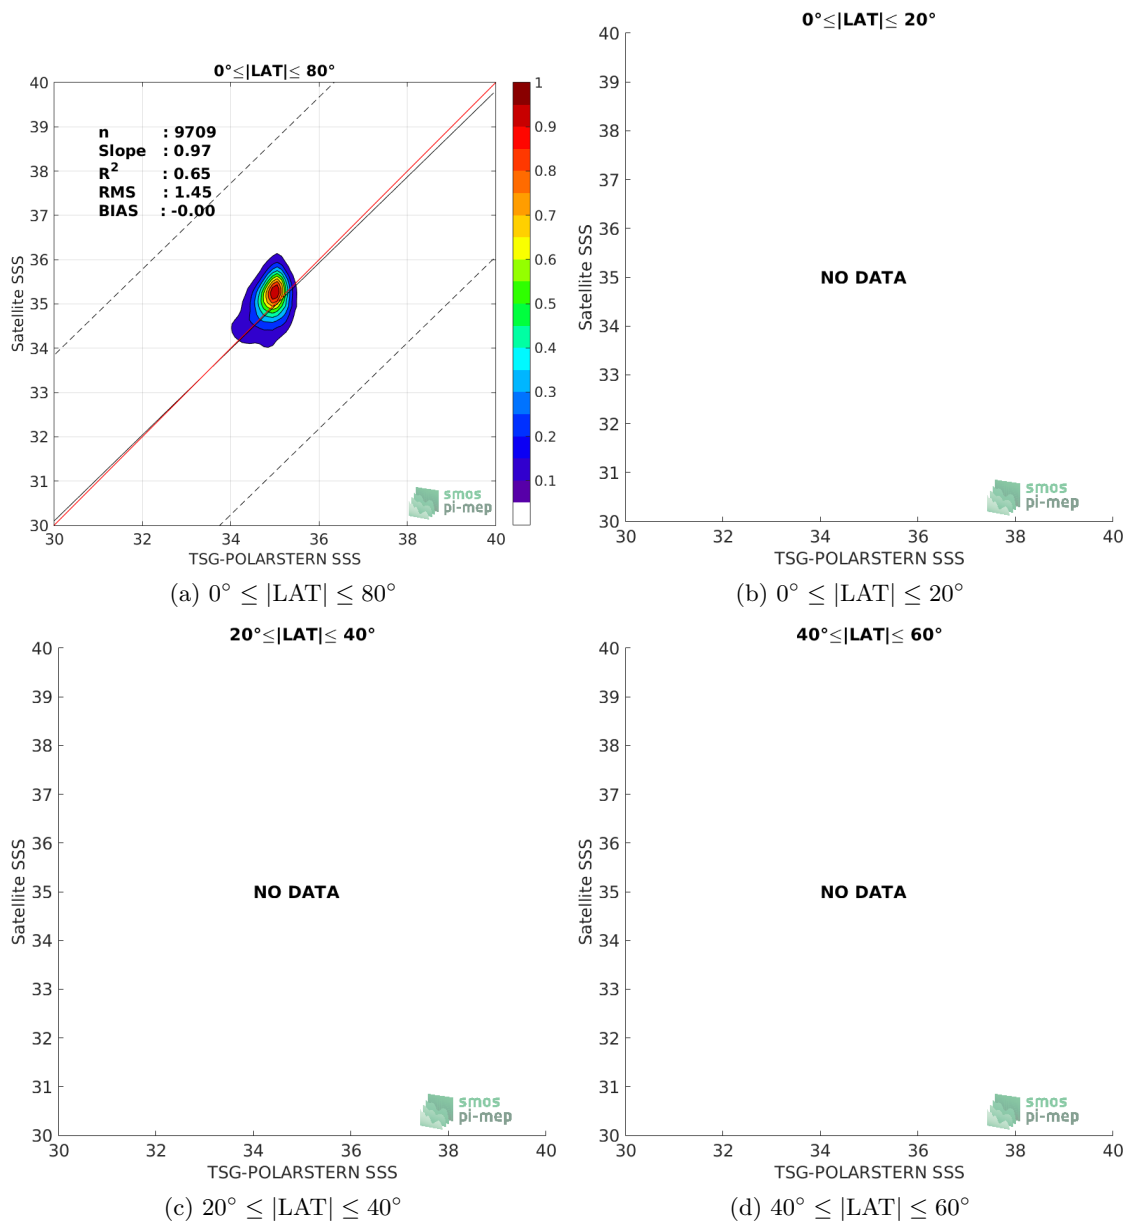 0°≤|LAT|≤ 80°
40
39
38
37
36
35
34
33
32
31
30
Satellite SSS
n : 9709
Slope : 0.97
R² : 0.65
RMS : 1.45
BIAS : -0.00
1
0.9
0.8
0.7
0.6
0.5
0.4
0.3
0.2
0.1
smos
pi-mep
30 32 34 36 38 40
TSG-POLARSTERN SSS
(a) 0° ≤ |LAT| ≤ 80°
0°≤|LAT|≤ 20°
40
39
38
37
36
35
34
33
32
31
30
Satellite SSS
NO DATA
smos
pi-mep
30 32 34 36 38 40
TSG-POLARSTERN SSS
(b) 0° ≤ |LAT| ≤ 20°
20°≤|LAT|≤ 40°
40
39
38
37
36
35
34
33
32
31
30
Satellite SSS
NO DATA
smos
pi-mep
30 32 34 36 38 40
TSG-POLARSTERN SSS
(c) 20° ≤ |LAT| ≤ 40°
40°≤|LAT|≤ 60°
40
39
38
37
36
35
34
33
32
31
30
Satellite SSS
NO DATA
smos
pi-mep
30 32 34 36 38 40
TSG-POLARSTERN SSS
(d) 40° ≤ |LAT| ≤ 60°